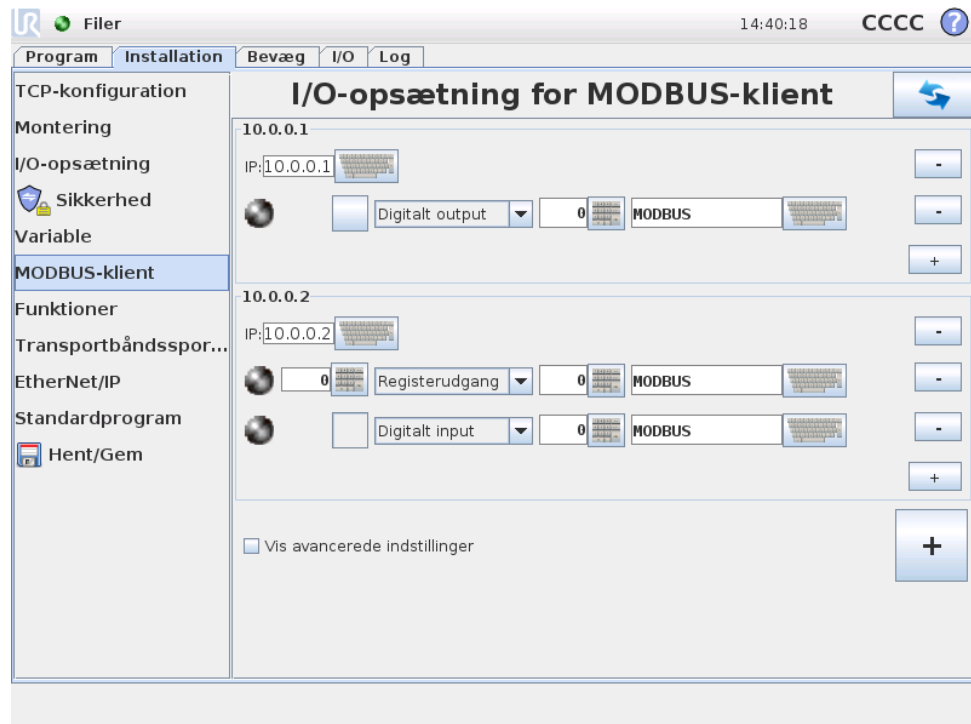 UR Filer 14:40:18 CCCC ?
Program Installation Bevæg I/O Log
TCP-konfiguration
Montering
I/O-opsætning
Sikkerhed
Variable
MODBUS-klient
Funktioner
Transportbåndsspor...
EtherNet/IP
Standardprogram
Hent/Gem
I/O-opsætning for MODBUS-klient
10.0.0.1
IP: 10.0.0.1 -
Digitalt output 0 MODBUS -
+
10.0.0.2
IP: 10.0.0.2 -
0 Registerudgang 0 MODBUS -
Digitalt input 0 MODBUS -
+
Vis avancerede indstillinger +